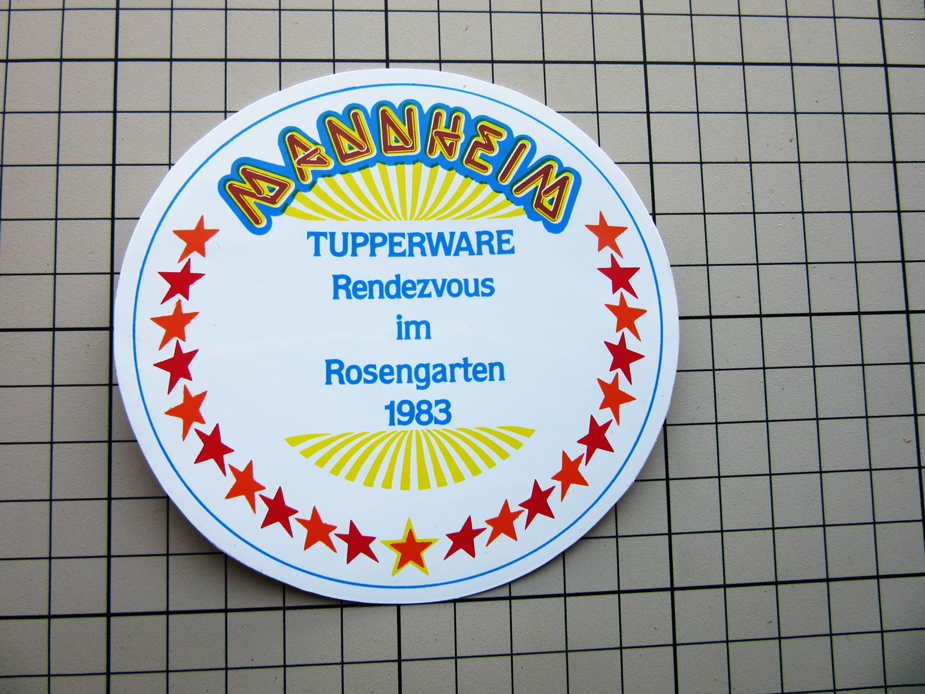 MANNHEIM
TUPPERWARE
Rendezvous
im
Rosengarten
1983